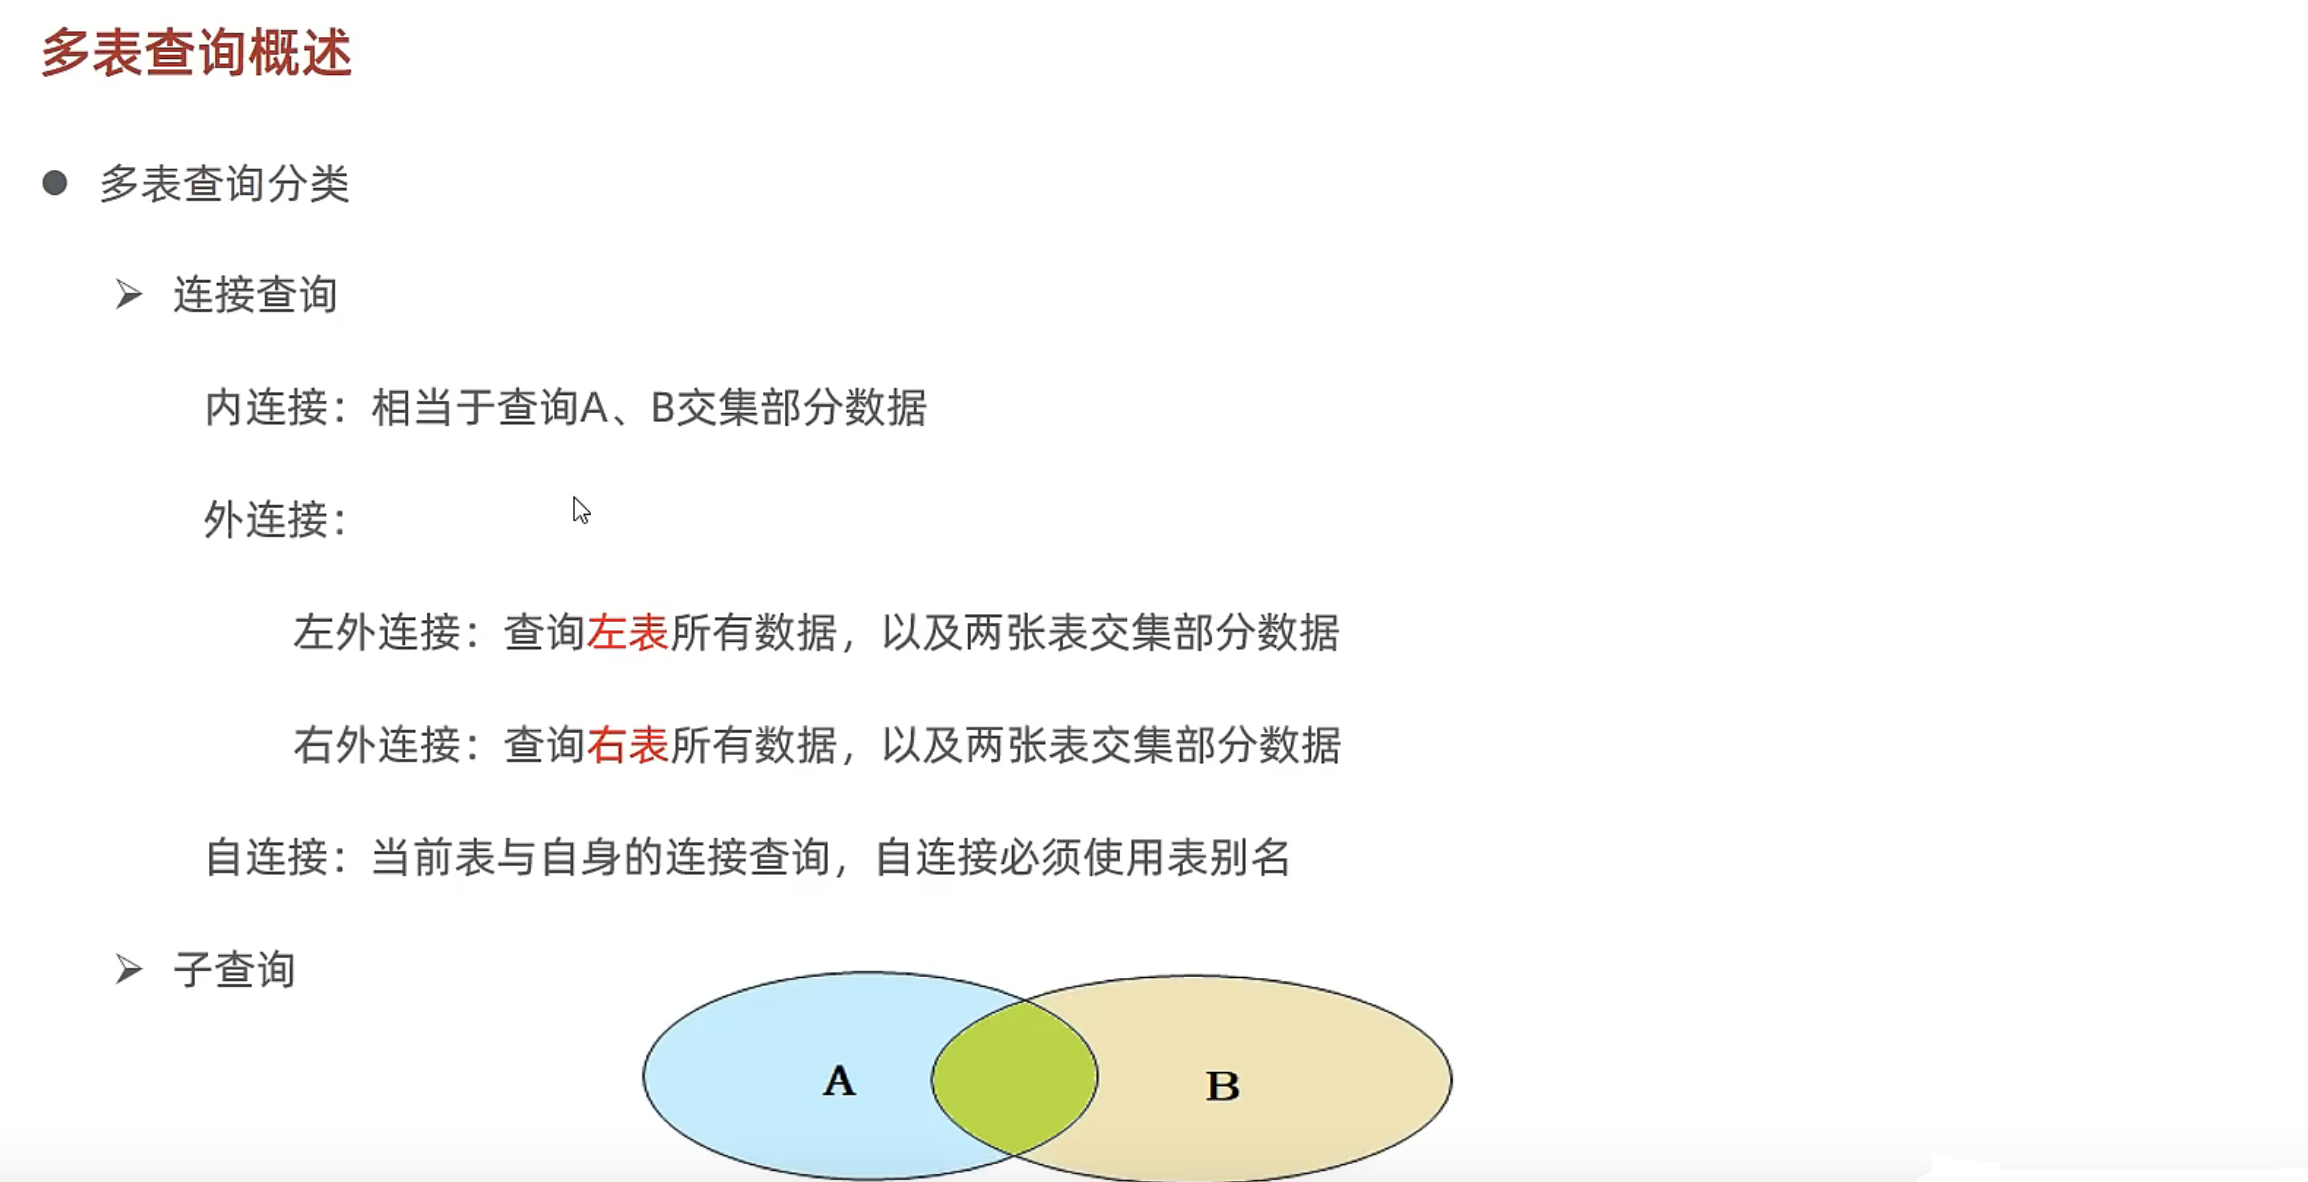 多表查询概述
● 多表查询分类
➢ 连接查询
内连接：相当于查询A、B交集部分数据
外连接：
左外连接：查询左表所有数据，以及两张表交集部分数据
右外连接：查询右表所有数据，以及两张表交集部分数据
自连接：当前表与自身的连接查询，自连接必须使用表别名
➢ 子查询
A
B